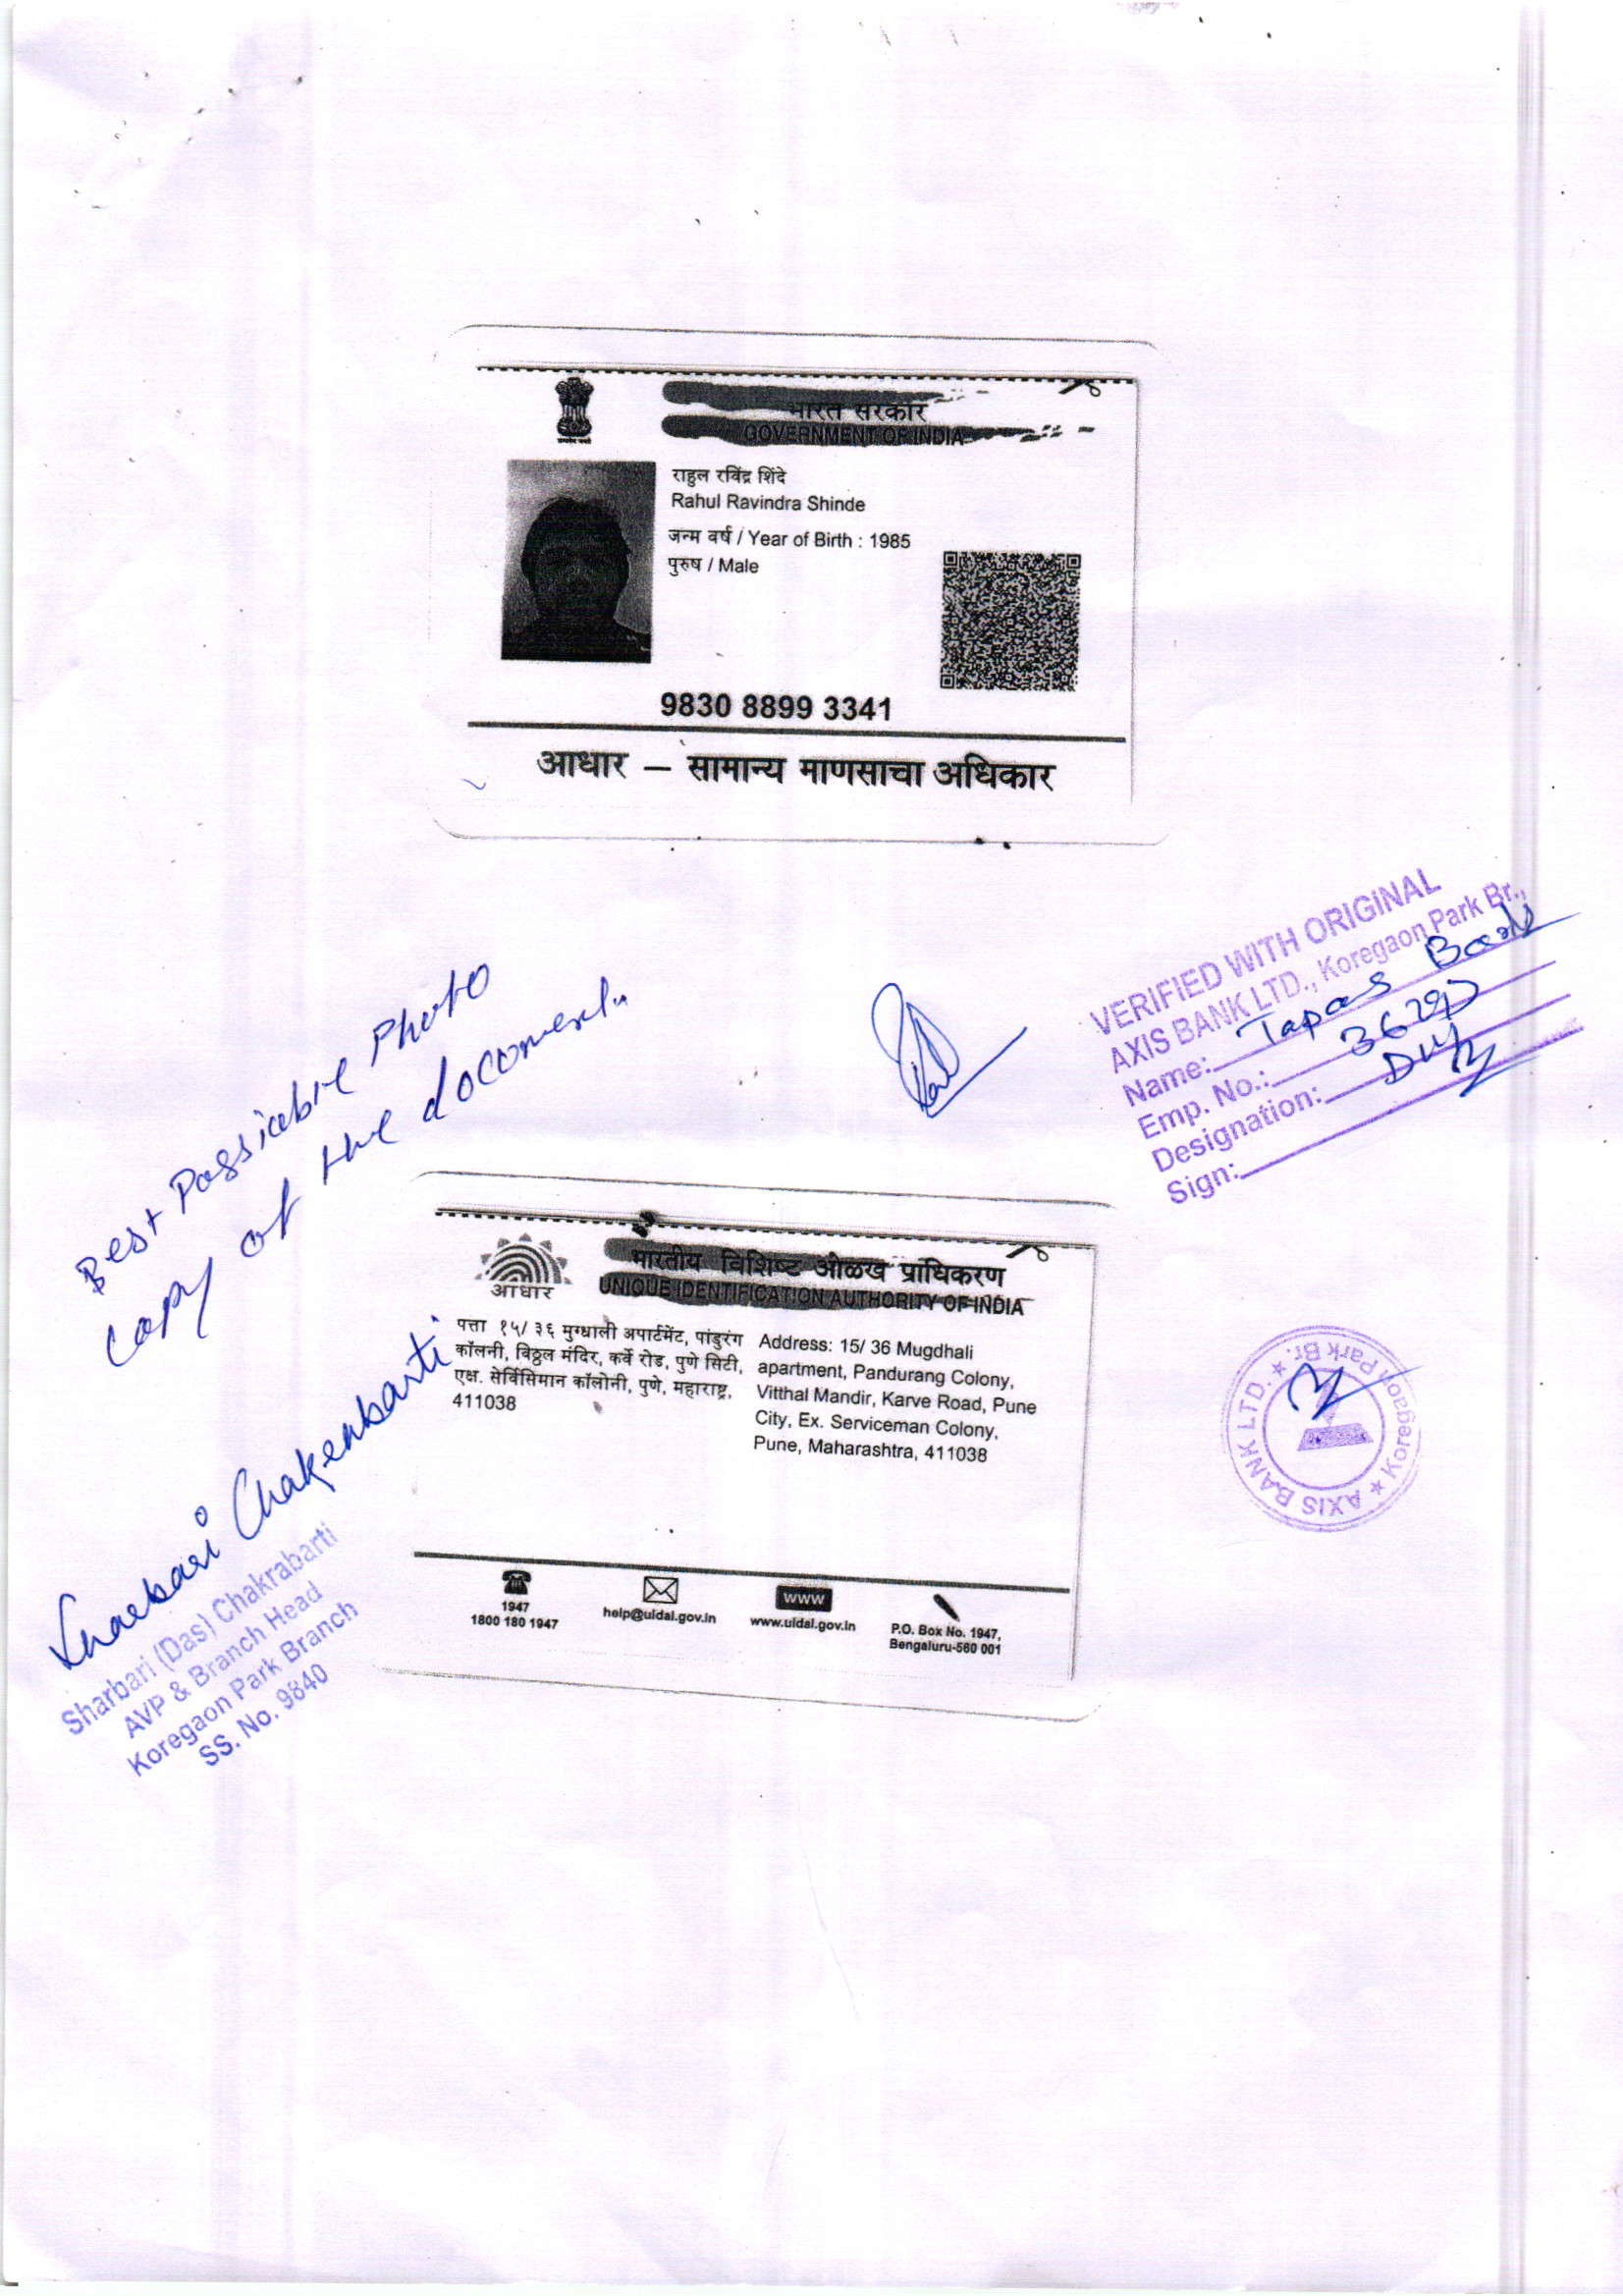 भारत सरकार
GOVERNMENT OF INDIA
राहुल रविंद्र शिंदे
Rahul Ravindra Shinde
जन्म वर्ष / Year of Birth : 1985
पुरुष / Male
9830 8899 3341
आधार – सामान्य माणसाचा अधिकार
VERIFIED WITH ORIGINAL
AXIS BANK LTD., Koregaon Park Br.,
Name: Tapas
Emp. No.:
Designation:
Sign:
Best Possiable Photo
Copy of the document
भारतीय विशिष्ट ओळख प्राधिकरण
UNIQUE IDENTIFICATION AUTHORITY OF INDIA
आधार
पत्ता १५/ ३६ मुग्धाली अपार्टमेंट, पांडुरंग
कॉलनी, विठ्ठल मंदिर, कर्वे रोड, पुणे सिटी,
एक्ष. सेर्विसिमान कॉलोनी, पुणे, महाराष्ट्र,
411038
Address: 15/ 36 Mugdhali
apartment, Pandurang Colony,
Vitthal Mandir, Karve Road, Pune
City, Ex. Serviceman Colony,
Pune, Maharashtra, 411038
1947
1800 180 1947
help@uidai.gov.in
www
www.uidai.gov.in
P.O. Box No. 1947,
Bengaluru-560 001
AXIS BANK LTD. ★ Koregaon Park Br. ★
Sharbari Chakrabarti
Sharbari (Das) Chakrabarti
AVP & Branch Head
Koregaon Park Branch
SS. No. 9840